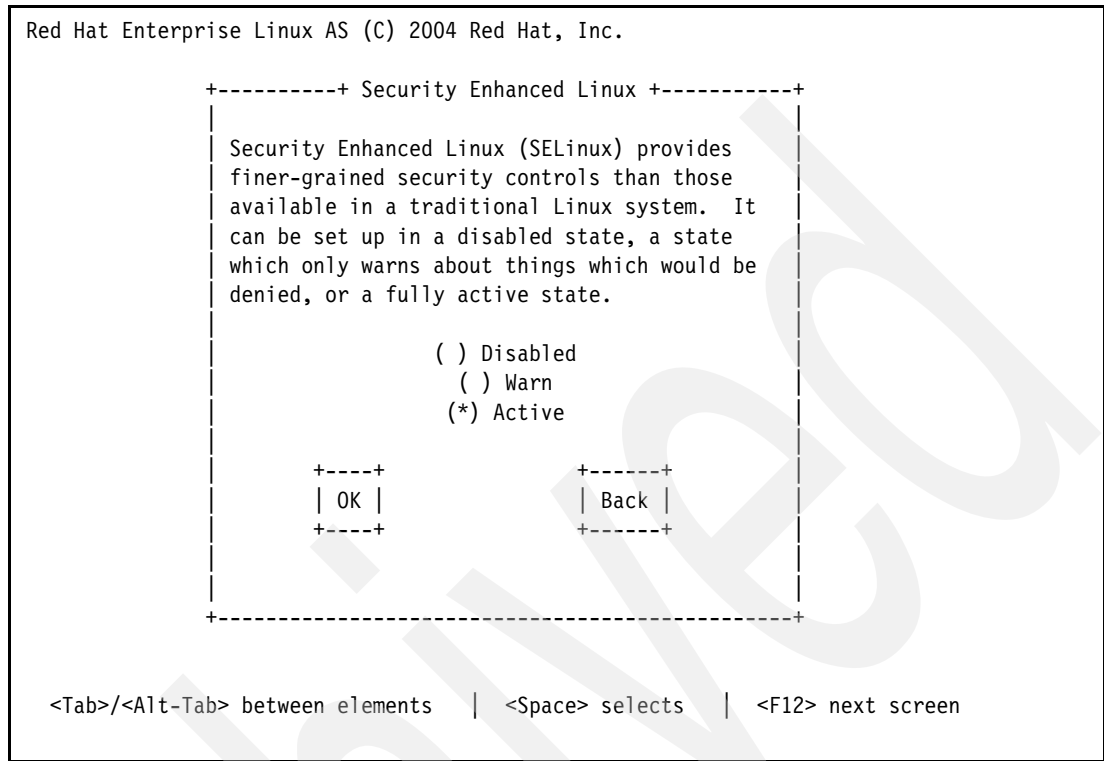 Red Hat Enterprise Linux AS (C) 2004 Red Hat, Inc.
+----------+ Security Enhanced Linux +-----------+
Security Enhanced Linux (SELinux) provides
finer-grained security controls than those
available in a traditional Linux system.  It
can be set up in a disabled state, a state
which only warns about things which would be
denied, or a fully active state.
( ) Disabled
( ) Warn
(*) Active
+----+ +------+
| OK | | Back |
+----+ +------+
+------------------------------------------------+
<Tab>/<Alt-Tab> between elements | <Space> selects | <F12> next screen